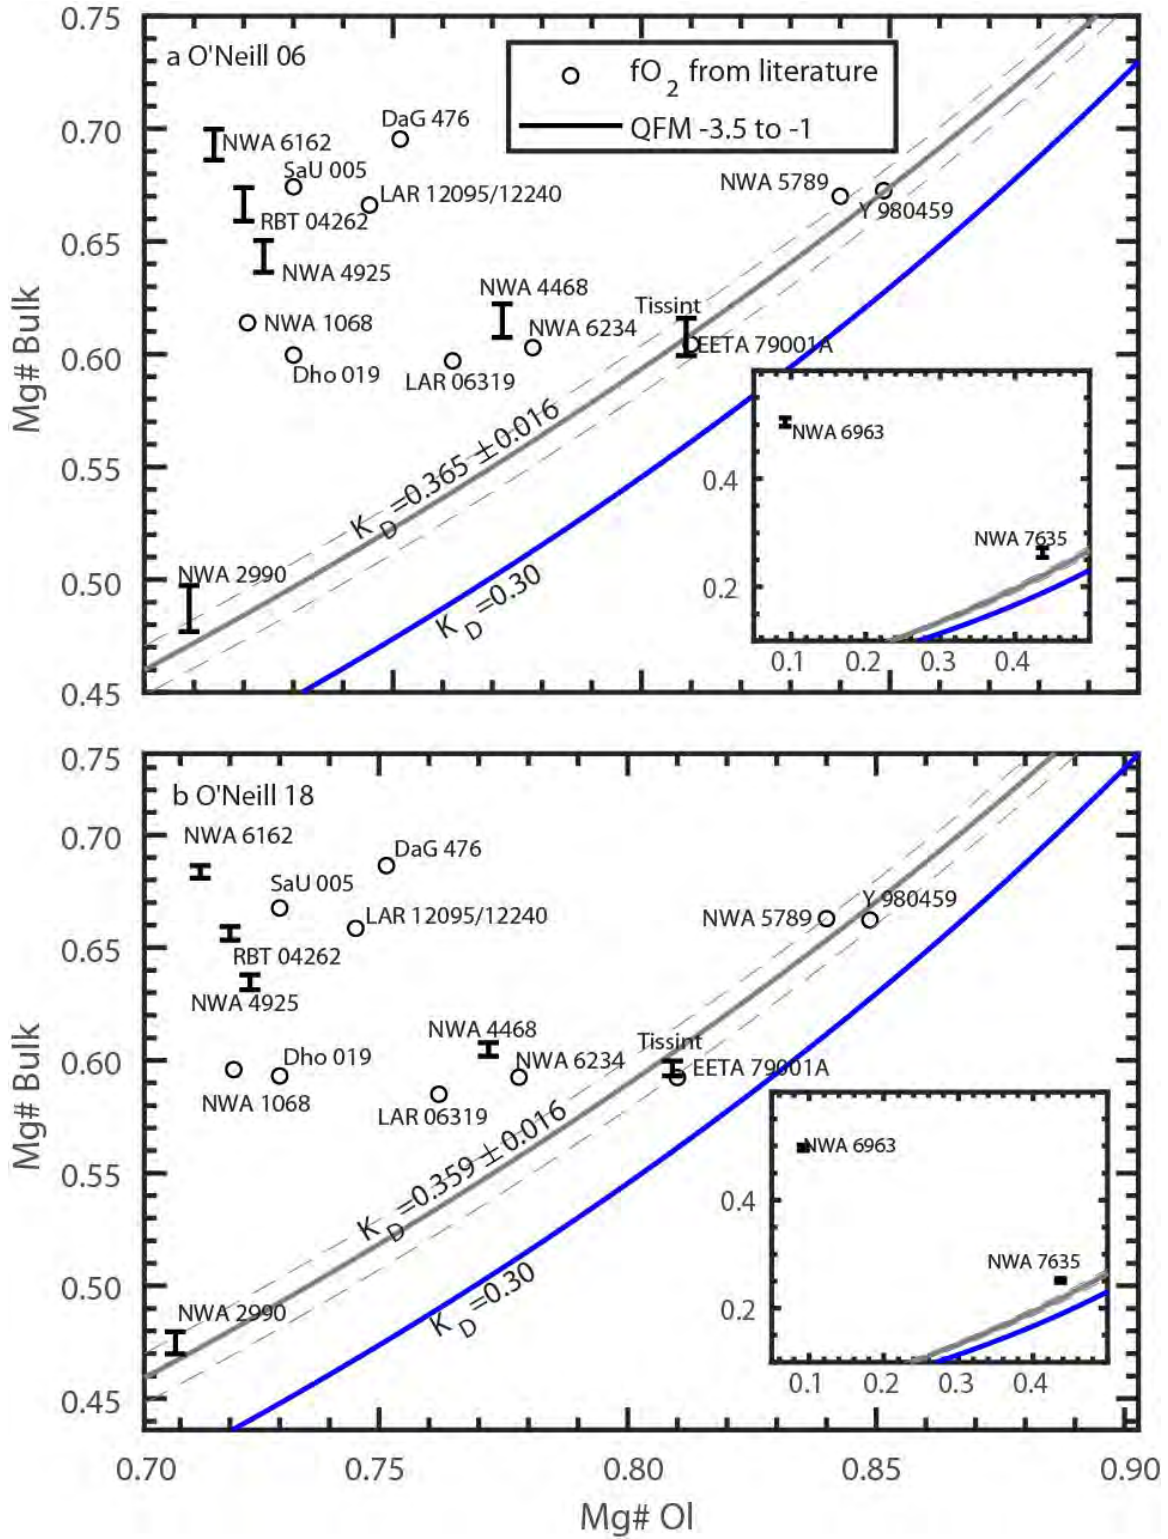 a O'Neill 06
fO2 from literature
QFM -3.5 to -1
0.75
0.70
0.65
0.60
0.55
0.50
0.45
Mg# Bulk
DaG 476
NWA 6162
SaU 005
LAR 12095/12240
RBT 04262
NWA 4925
NWA 5789
Y 980459
NWA 4468
Tissint
NWA 1068
NWA 6234
EETA 79001A
Dho 019
LAR 06319
KD=0.365 ±0.016
KD=0.30
NWA 2990
NWA 6963
0.4
NWA 7635
0.2
0.1 0.2 0.3 0.4
b O'Neill 18
0.75
0.70
0.65
0.60
0.55
0.50
0.45
Mg# Bulk
NWA 6162
DaG 476
SaU 005
LAR 12095/12240
NWA 5789
Y 980459
RBT 04262
NWA 4925
NWA 4468
Tissint
Dho 019
NWA 6234
EETA 79001A
NWA 1068
LAR 06319
KD=0.359 ± 0.016
KD=0.30
NWA 2990
NWA 6963
0.4
NWA 7635
0.2
0.1 0.2 0.3 0.4
0.70 0.75 0.80 0.85 0.90
Mg# Ol